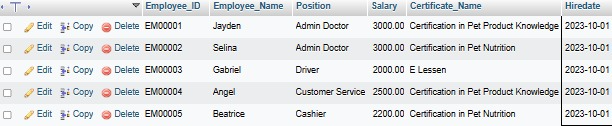 Employee_ID Employee_Name Position Salary Certificate_Name Hiredate
Edit Copy Delete EM00001 Jayden Admin Doctor 3000.00 Certification in Pet Product Knowledge 2023-10-01
Edit Copy Delete EM00002 Selina Admin Doctor 3000.00 Certification in Pet Nutrition 2023-10-01
Edit Copy Delete EM00003 Gabriel Driver 2000.00 E Lessen 2023-10-01
Edit Copy Delete EM00004 Angel Customer Service 2500.00 Certification in Pet Product Knowledge 2023-10-01
Edit Copy Delete EM00005 Beatrice Cashier 2200.00 Certification in Pet Nutrition 2023-10-01